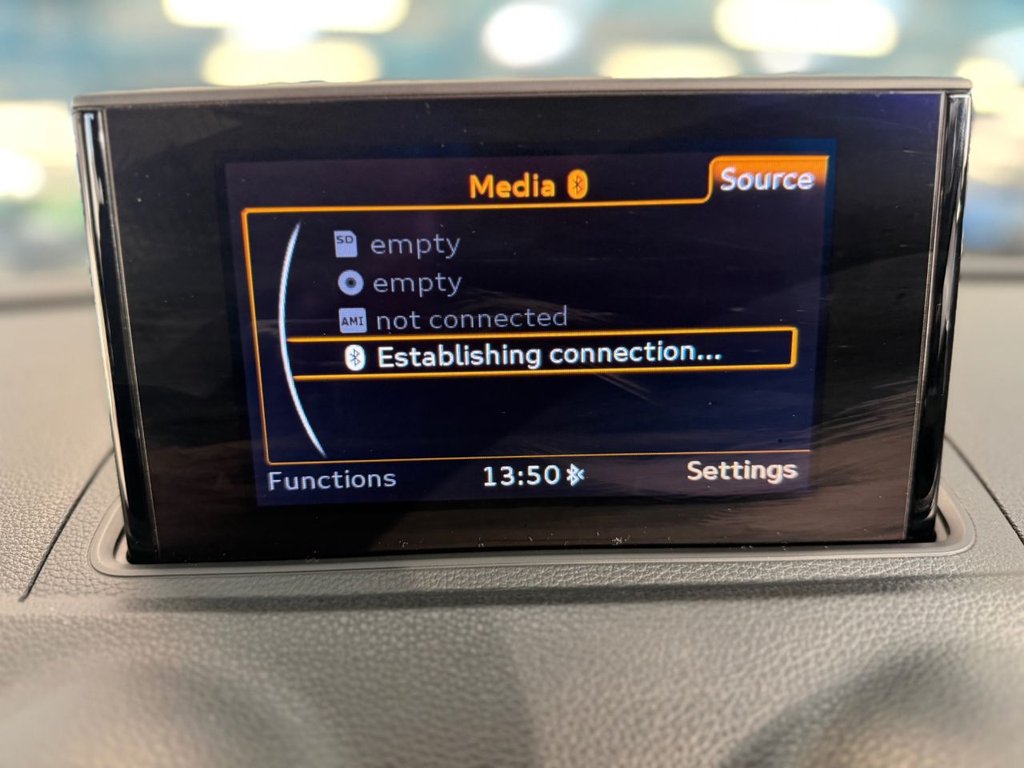 Media
Source
SD empty
empty
AMI not connected
Establishing connection...
Functions 13:50 Settings